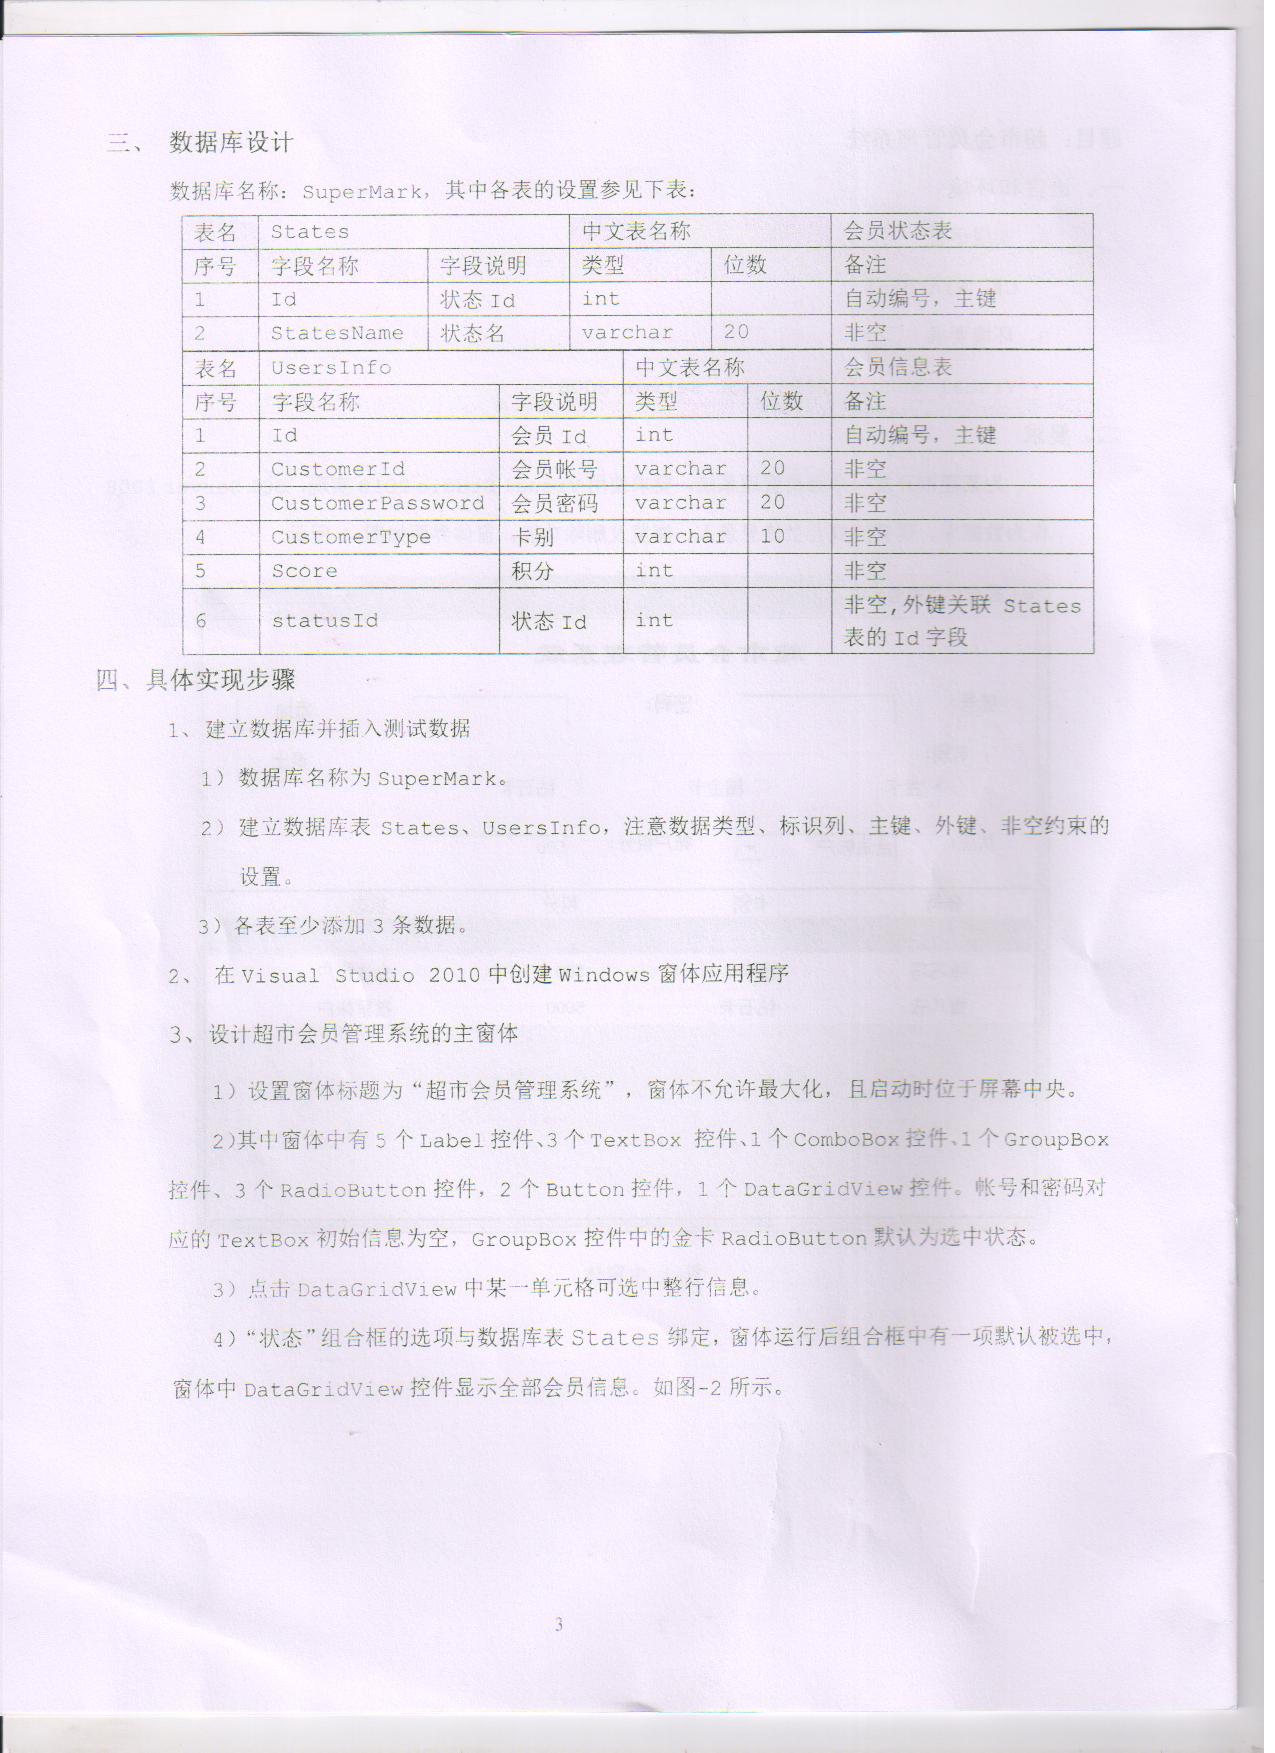 三、 数据库设计
数据库名称：SuperMark，其中各表的设置参见下表：
表名 States 中文表名称 会员状态表
序号 字段名称 字段说明 类型 位数 备注
1 Id 状态 Id int 自动编号，主键
2 StatesName 状态名 varchar 20 非空
表名 UsersInfo 中文表名称 会员信息表
序号 字段名称 字段说明 类型 位数 备注
1 Id 会员 Id int 自动编号，主键
2 CustomerId 会员帐号 varchar 20 非空
3 CustomerPassword 会员密码 varchar 20 非空
4 CustomerType 卡别 varchar 10 非空
5 Score 积分 int 非空
6 statusId 状态 Id int 非空,外键关联 States
表的 Id 字段
四、具体实现步骤
1、建立数据库并插入测试数据
1）数据库名称为 SuperMark。
2）建立数据库表 States、UsersInfo，注意数据类型、标识列、主键、外键、非空约束的
设置。
3）各表至少添加 3 条数据。
2、 在 Visual Studio 2010 中创建 Windows 窗体应用程序
3、设计超市会员管理系统的主窗体
1）设置窗体标题为“超市会员管理系统”，窗体不允许最大化，且启动时位于屏幕中央。
2)其中窗体中有 5 个 Label 控件、3 个 TextBox 控件、1 个 ComboBox 控件、1 个 GroupBox
控件、3 个 RadioButton 控件，2 个 Button 控件，1 个 DataGridView 控件。帐号和密码对
应的 TextBox 初始信息为空，GroupBox 控件中的金卡 RadioButton 默认为选中状态。
3）点击 DataGridView 中某一单元格可选中整行信息。
4）“状态”组合框的选项与数据库表 States 绑定，窗体运行后组合框中有一项默认被选中，
窗体中 DataGridView 控件显示全部会员信息。如图-2 所示。
3